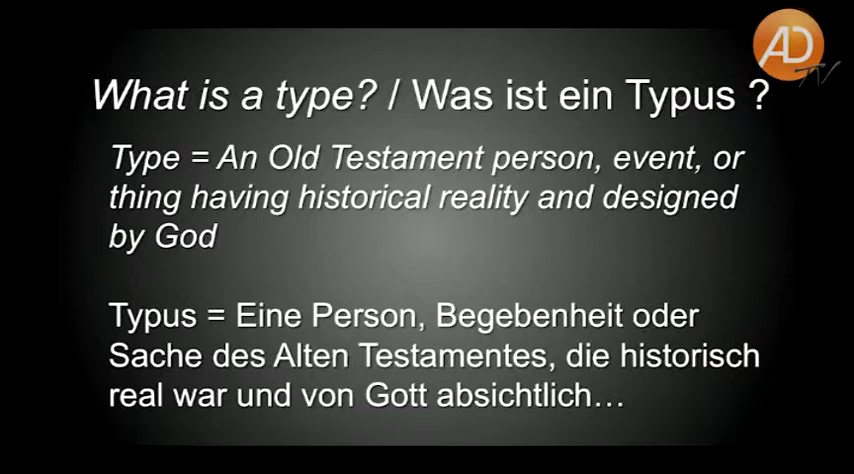 AD
TV
What is a type? / Was ist ein Typus ?
Type = An Old Testament person, event, or
thing having historical reality and designed
by God
Typus = Eine Person, Begebenheit oder
Sache des Alten Testamentes, die historisch
real war und von Gott absichtlich…